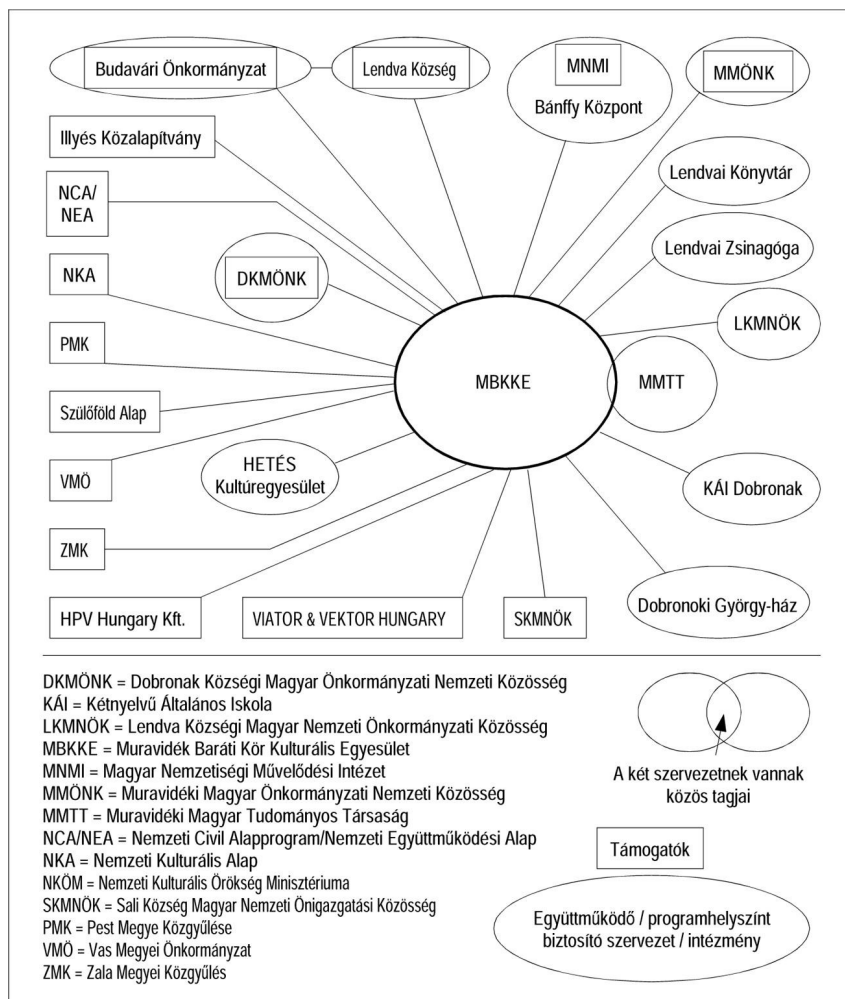 Budavári Önkormányzat
Lendva Község
MNMI
Bánffy Központ
MMÖNK
Illyés Közalapítvány
Lendvai Könyvtár
NCA/
NEA
Lendvai Zsinagóga
NKA
DKMÖNK
LKMNÖK
PMK
MBKKE
MMTT
Szülőföld Alap
HETÉS
Kultúregyesület
VMÖ
KÁI Dobronak
ZMK
Dobronoki György-ház
HPV Hungary Kft.
VIATOR & VEKTOR HUNGARY
SKMNÖK
DKMÖNK = Dobronak Községi Magyar Önkormányzati Nemzeti Közösség
KÁI = Kétnyelvű Általános Iskola
LKMNÖK = Lendva Községi Magyar Nemzeti Önkormányzati Közösség
MBKKE = Muravidék Baráti Kör Kulturális Egyesület
MNMI = Magyar Nemzetiségi Művelődési Intézet
MMÖNK = Muravidéki Magyar Önkormányzati Nemzeti Közösség
MMTT = Muravidéki Magyar Tudományos Társaság
NCA/NEA = Nemzeti Civil Alapprogram/Nemzeti Együttműködési Alap
NKA = Nemzeti Kulturális Alap
NKÖM = Nemzeti Kulturális Örökség Minisztériuma
SKMNÖK = Sali Község Magyar Nemzeti Önigazgatási Közösség
PMK = Pest Megye Közgyűlése
VMÖ = Vas Megyei Önkormányzat
ZMK = Zala Megyei Közgyűlés
A két szervezetnek vannak
közös tagjai
Támogatók
Együttműködő / programhelyszínt
biztosító szervezet / intézmény